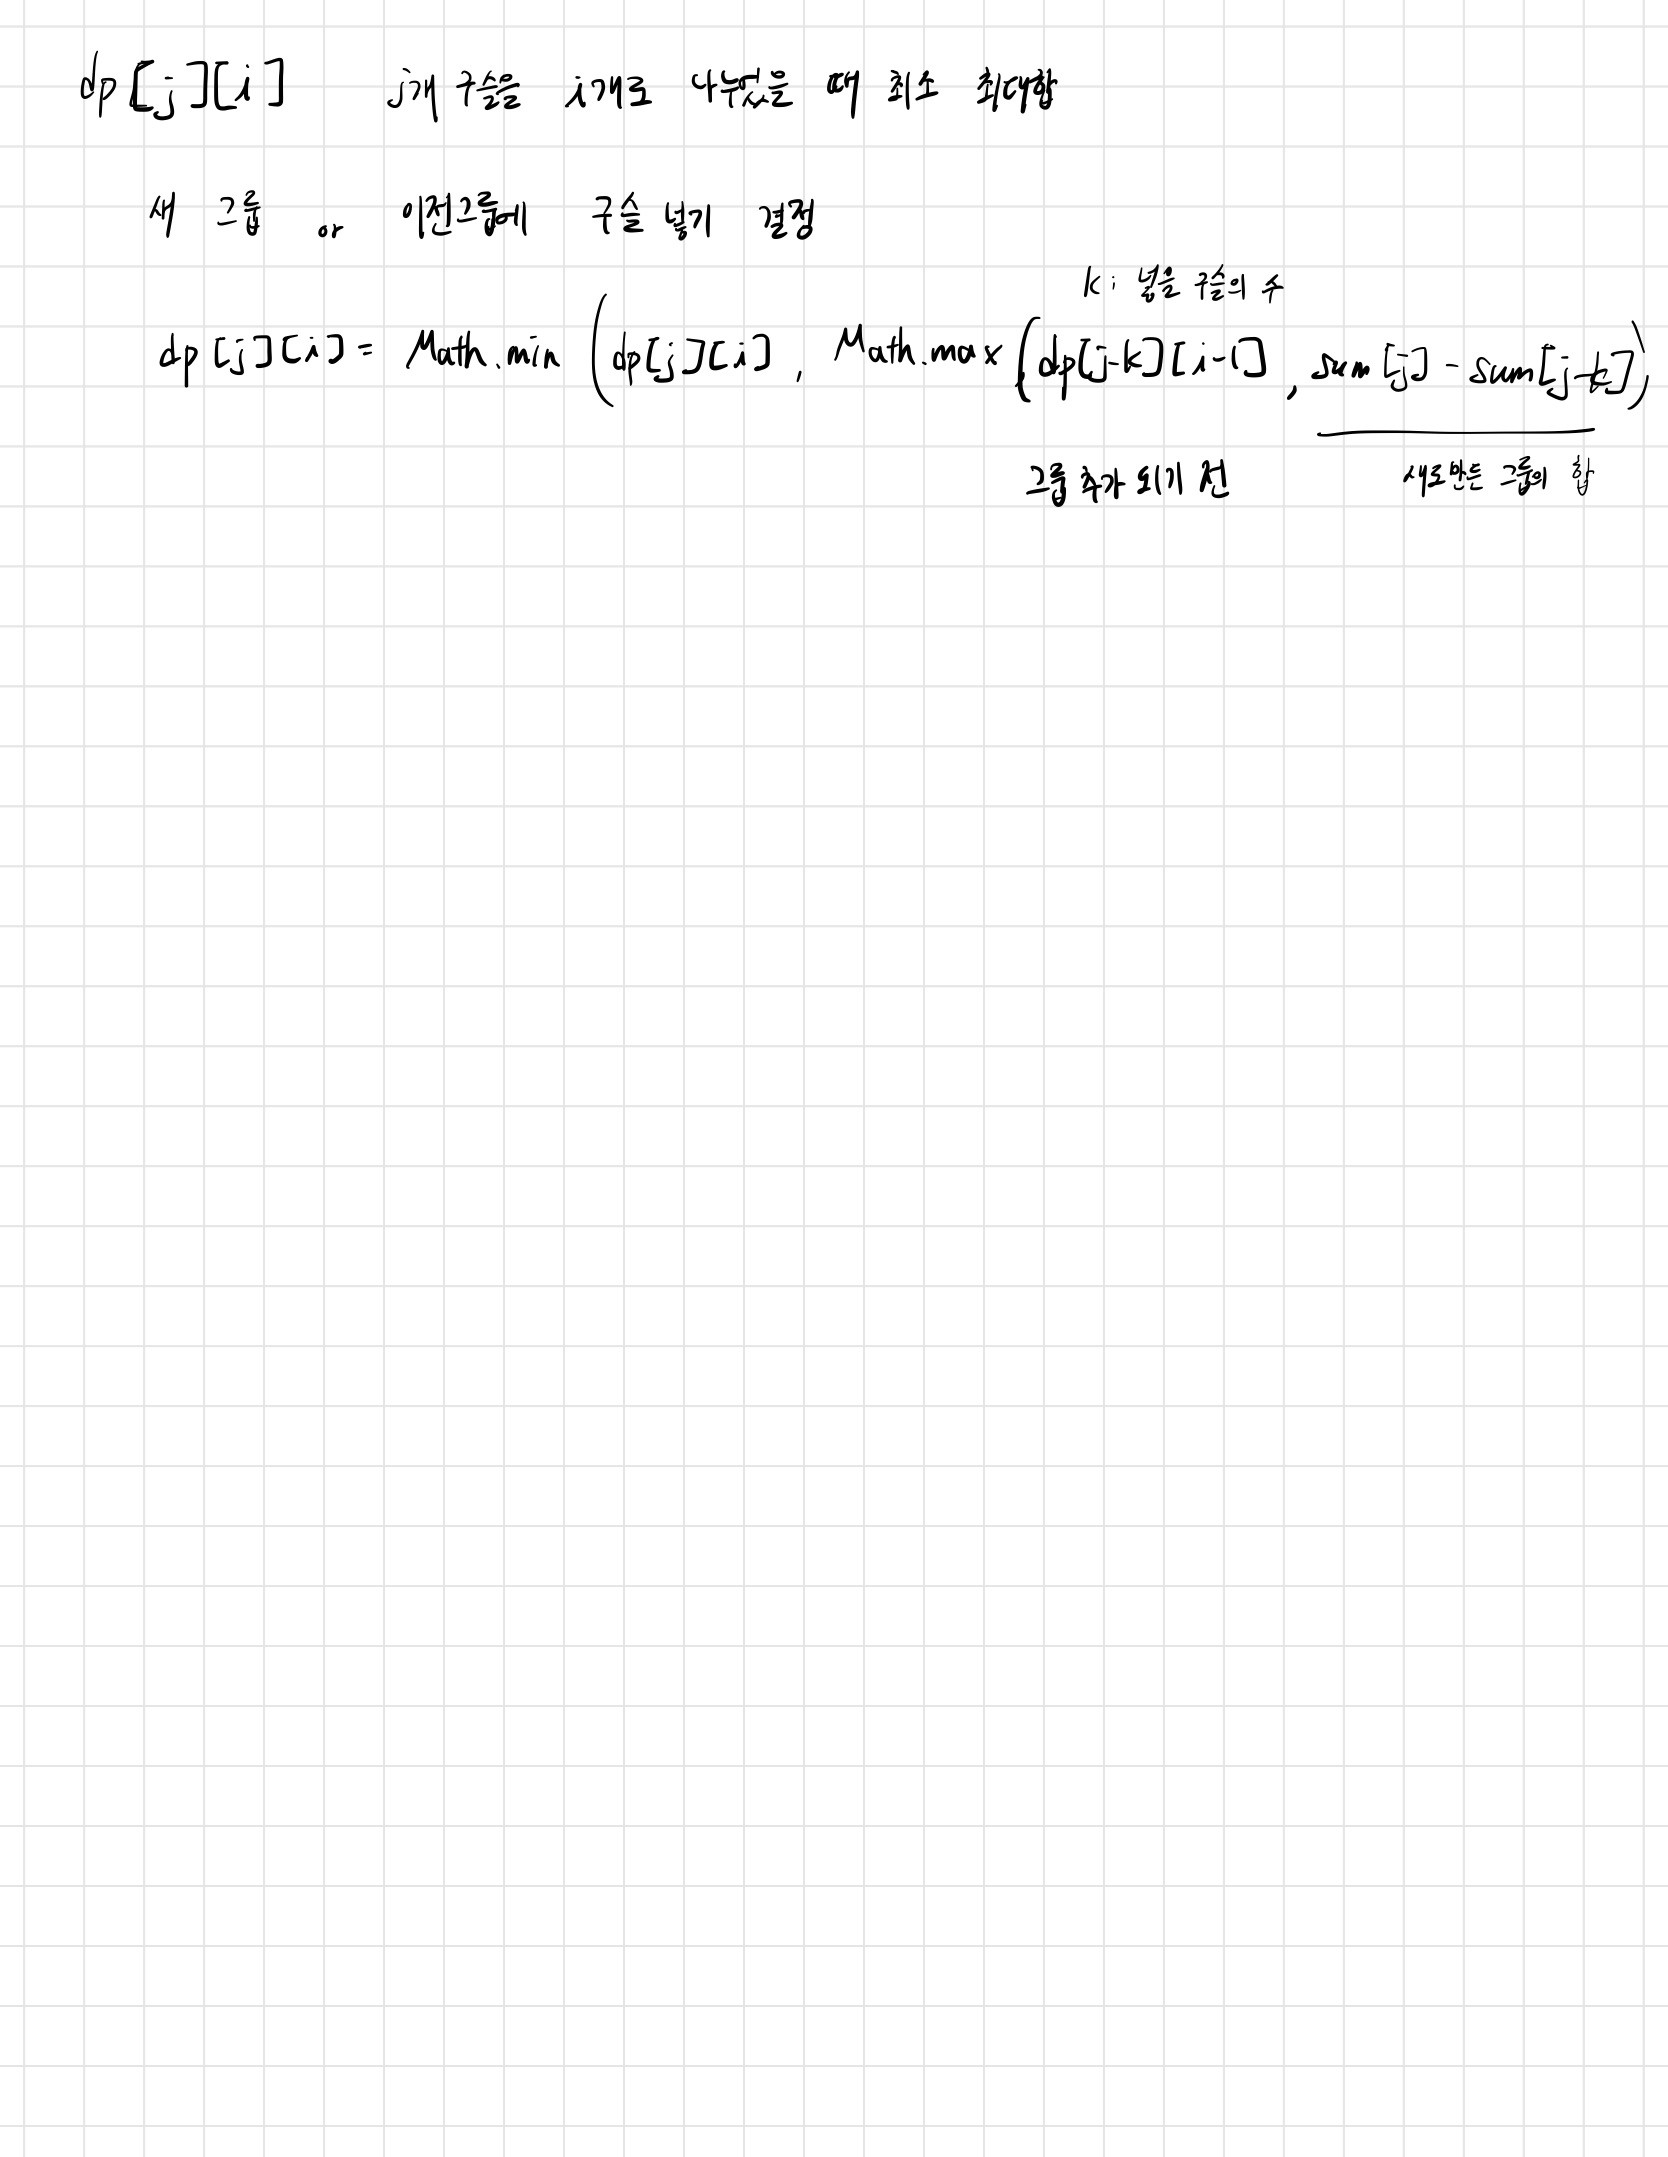 dp[j][i] j개 구슬을 i개로 나누었을 때 최소 최대합
새 그룹 or 이전그룹에 구슬 넣기 결정
k: 넣을 구슬의 수
dp[j][i] = Math.min(dp[j][i], Math.max(dp[j-k][i-1], sum[j] - sum[j-k]))
그룹 추가 되기 전 새로만든 그룹의 합